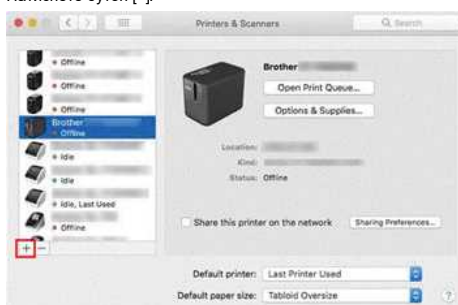 Printers & Scanners
Search
Offline
Offline
Offline
Brother
Offline
Idle
Idle
Idle, Last Used
Offline
+ −
Brother
Open Print Queue...
Options & Supplies...
Location:
Kind:
Status: Offline
Share this printer on the network
Sharing Preferences...
Default printer: Last Printer Used
Default paper size: Tabloid Oversize
?